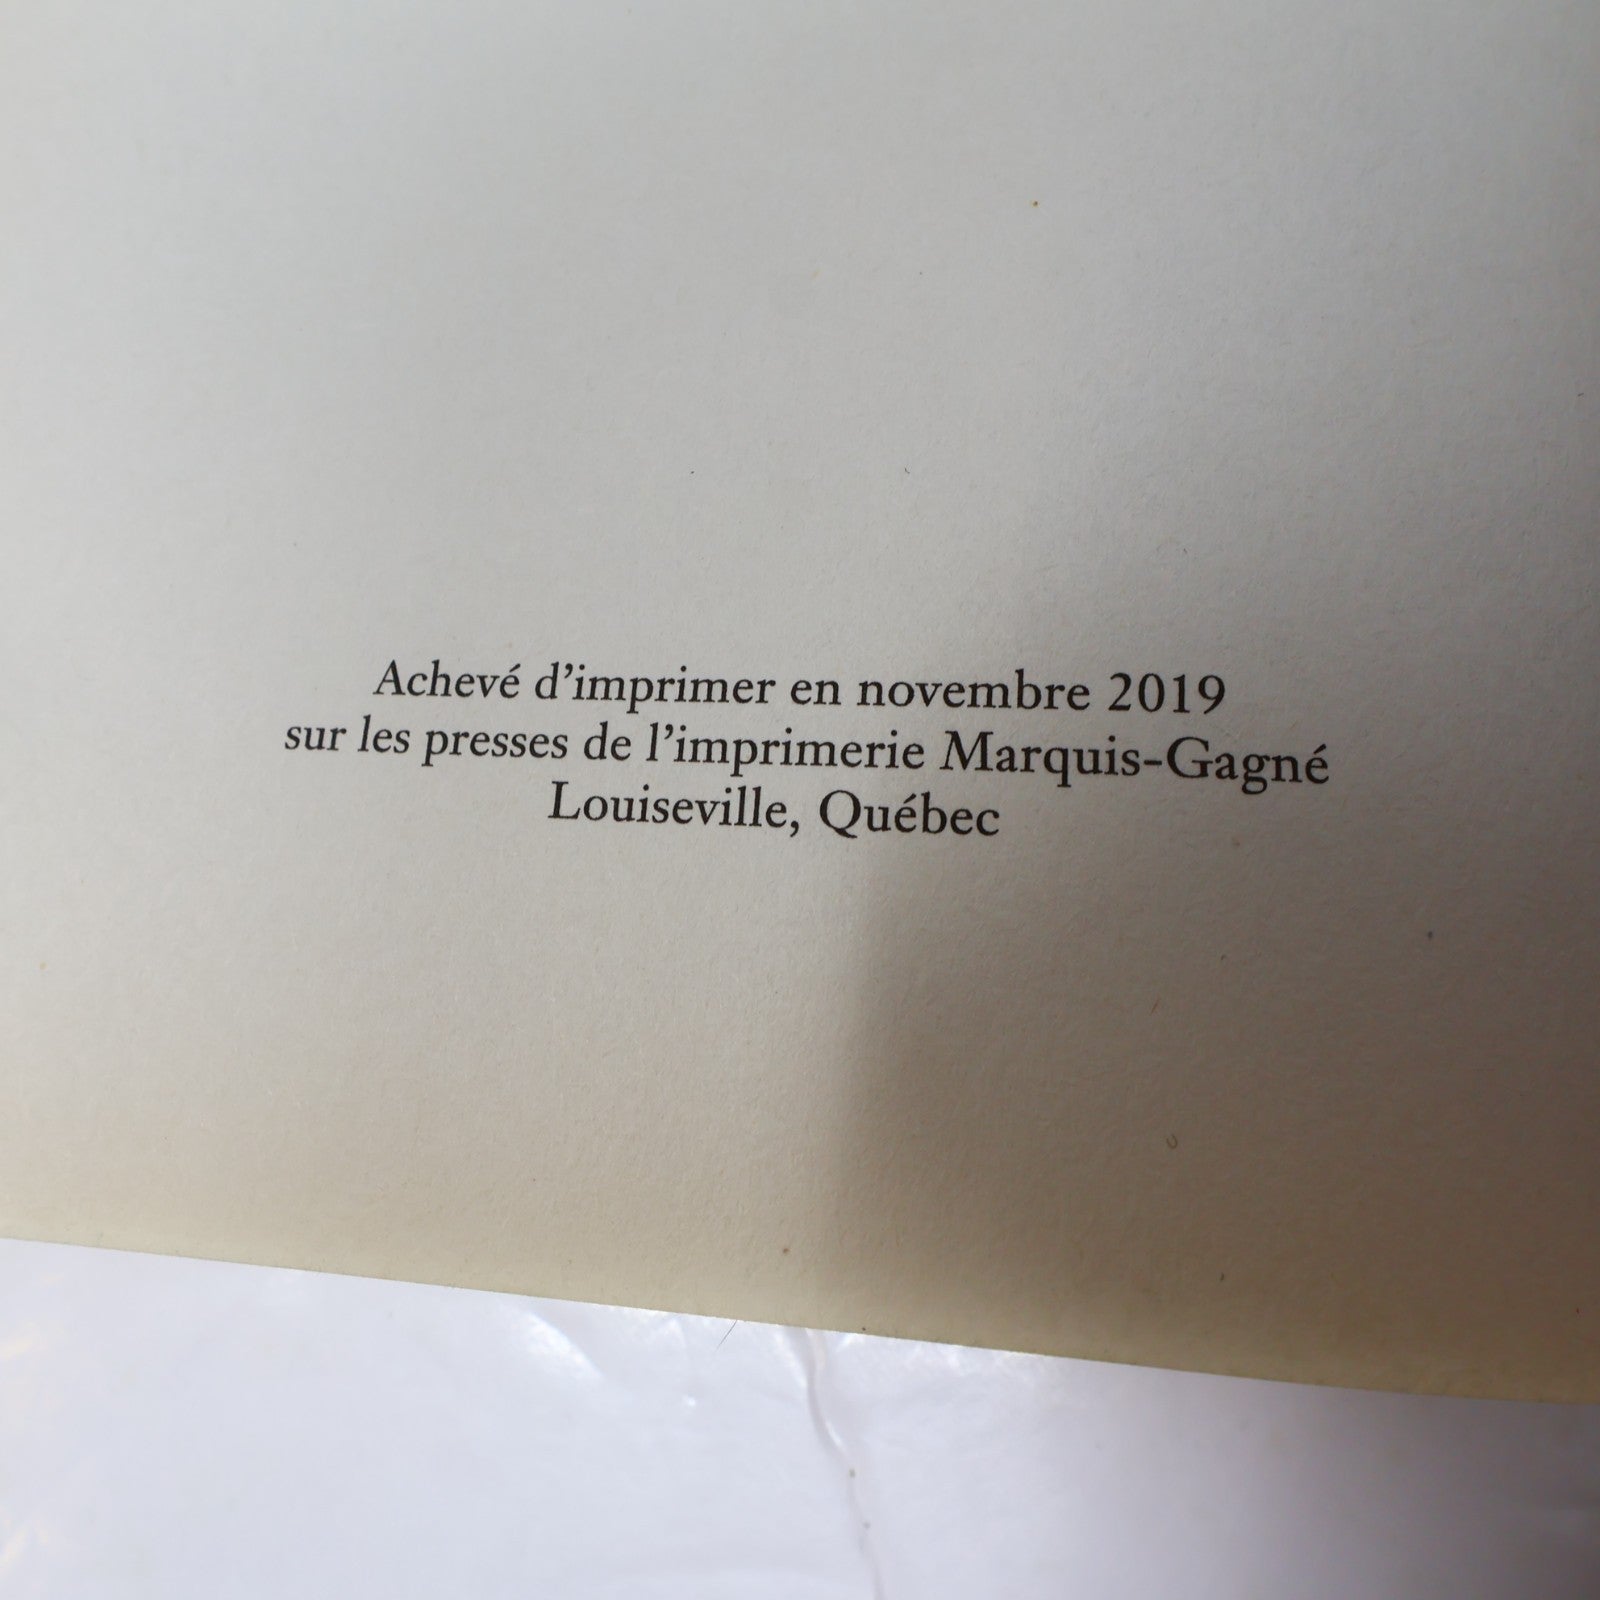 Achevé d’imprimer en novembre 2019
sur les presses de l’imprimerie Marquis-Gagné
Louiseville, Québec